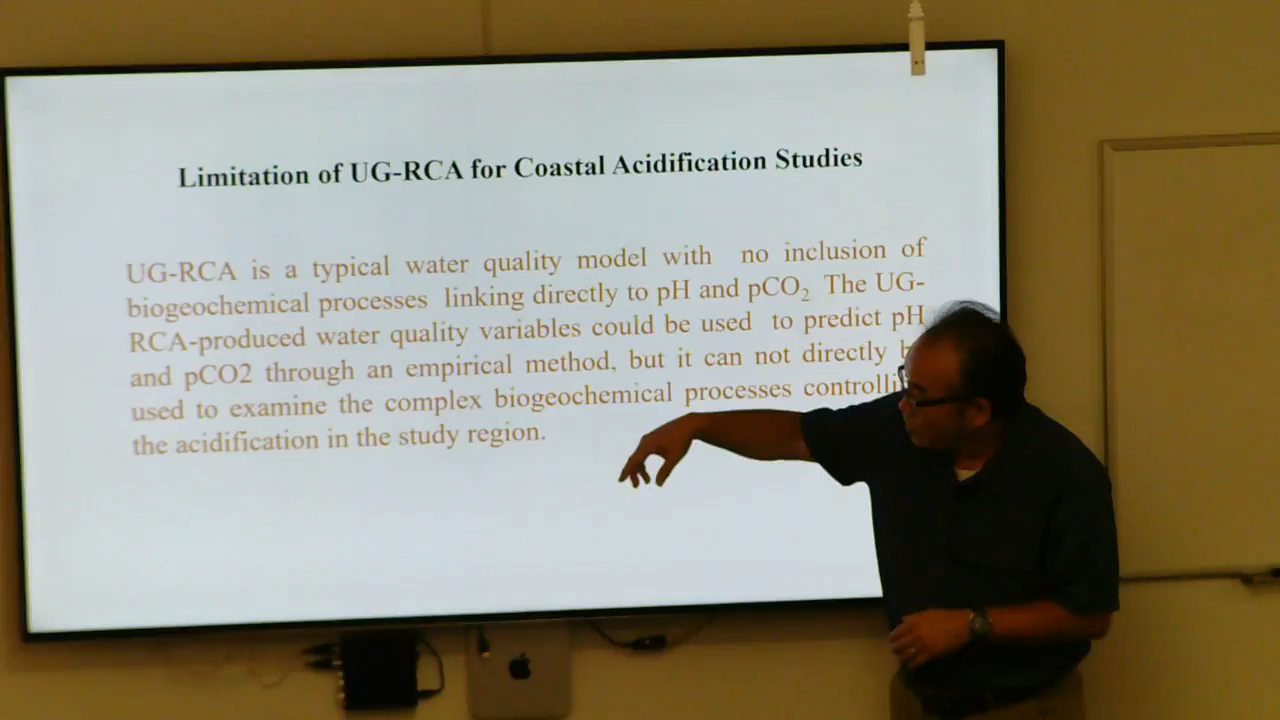 Limitation of UG-RCA for Coastal Acidification Studies
UG-RCA is a typical water quality model with no inclusion of
biogeochemical processes linking directly to pH and pCO₂ The UG-
RCA-produced water quality variables could be used to predict pH
and pCO2 through an empirical method, but it can not directly
used to examine the complex biogeochemical processes
the acidification in the study region.